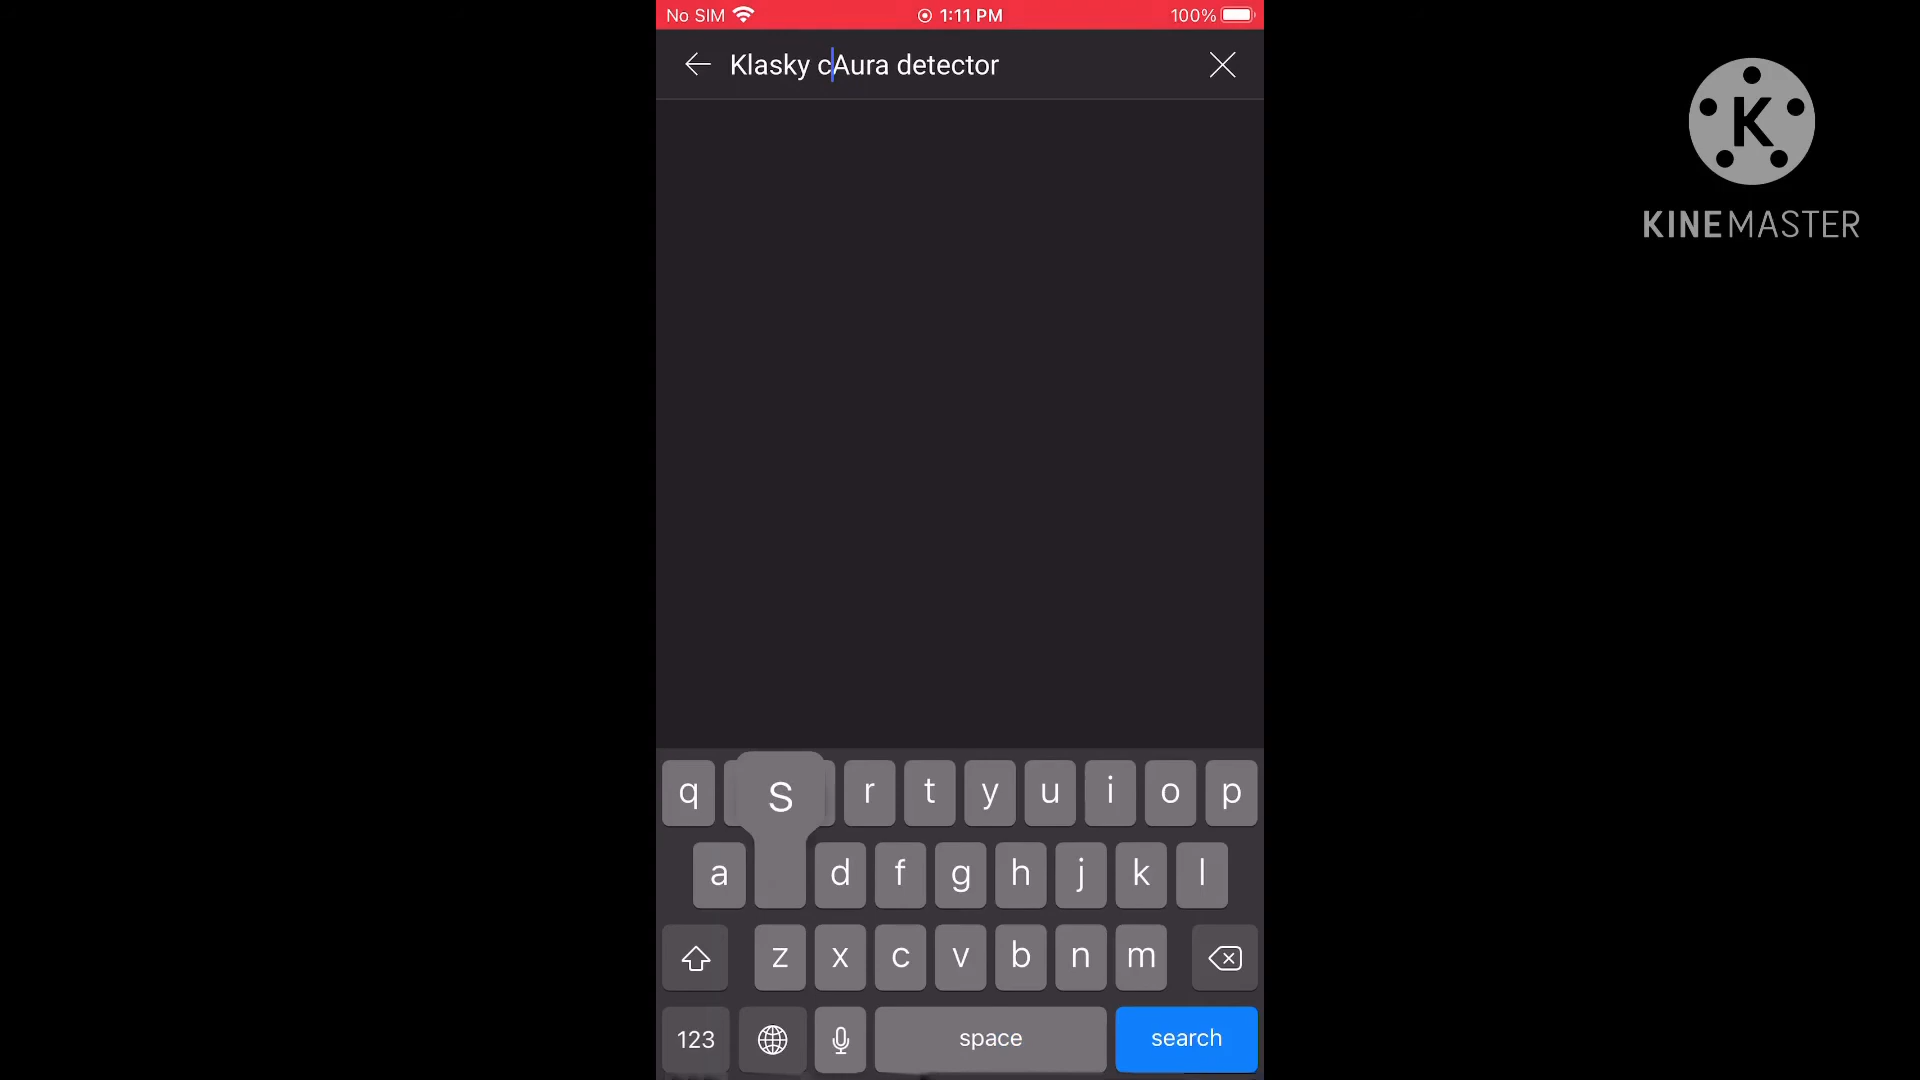 No SIM 1:11 PM 100%
Klasky cAura detector
K
KINEMASTER
q s r t y u i o p
a d f g h j k l
z x c v b n m
123 space search